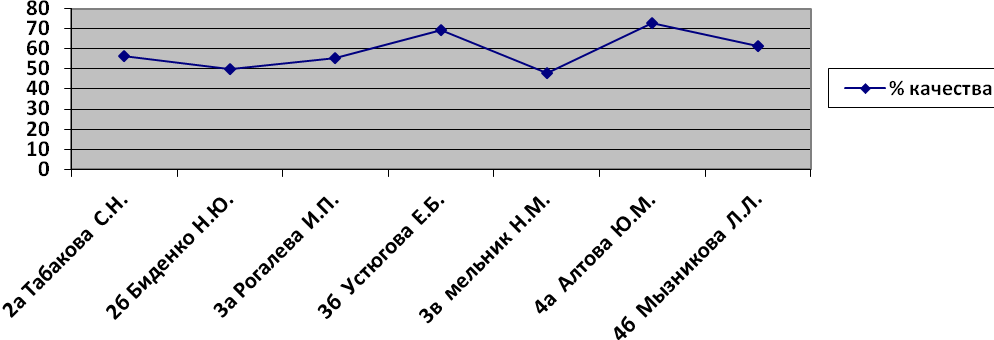 80
70
60
50
40
30
20
10
0
% качества
2а Табакова С.Н.
2б Биденко Н.Ю.
3а Рогалева И.П.
3б Устюгова Е.Б.
3в мельник Н.М.
4а Алтова Ю.М.
4б Мызникова Л.Л.